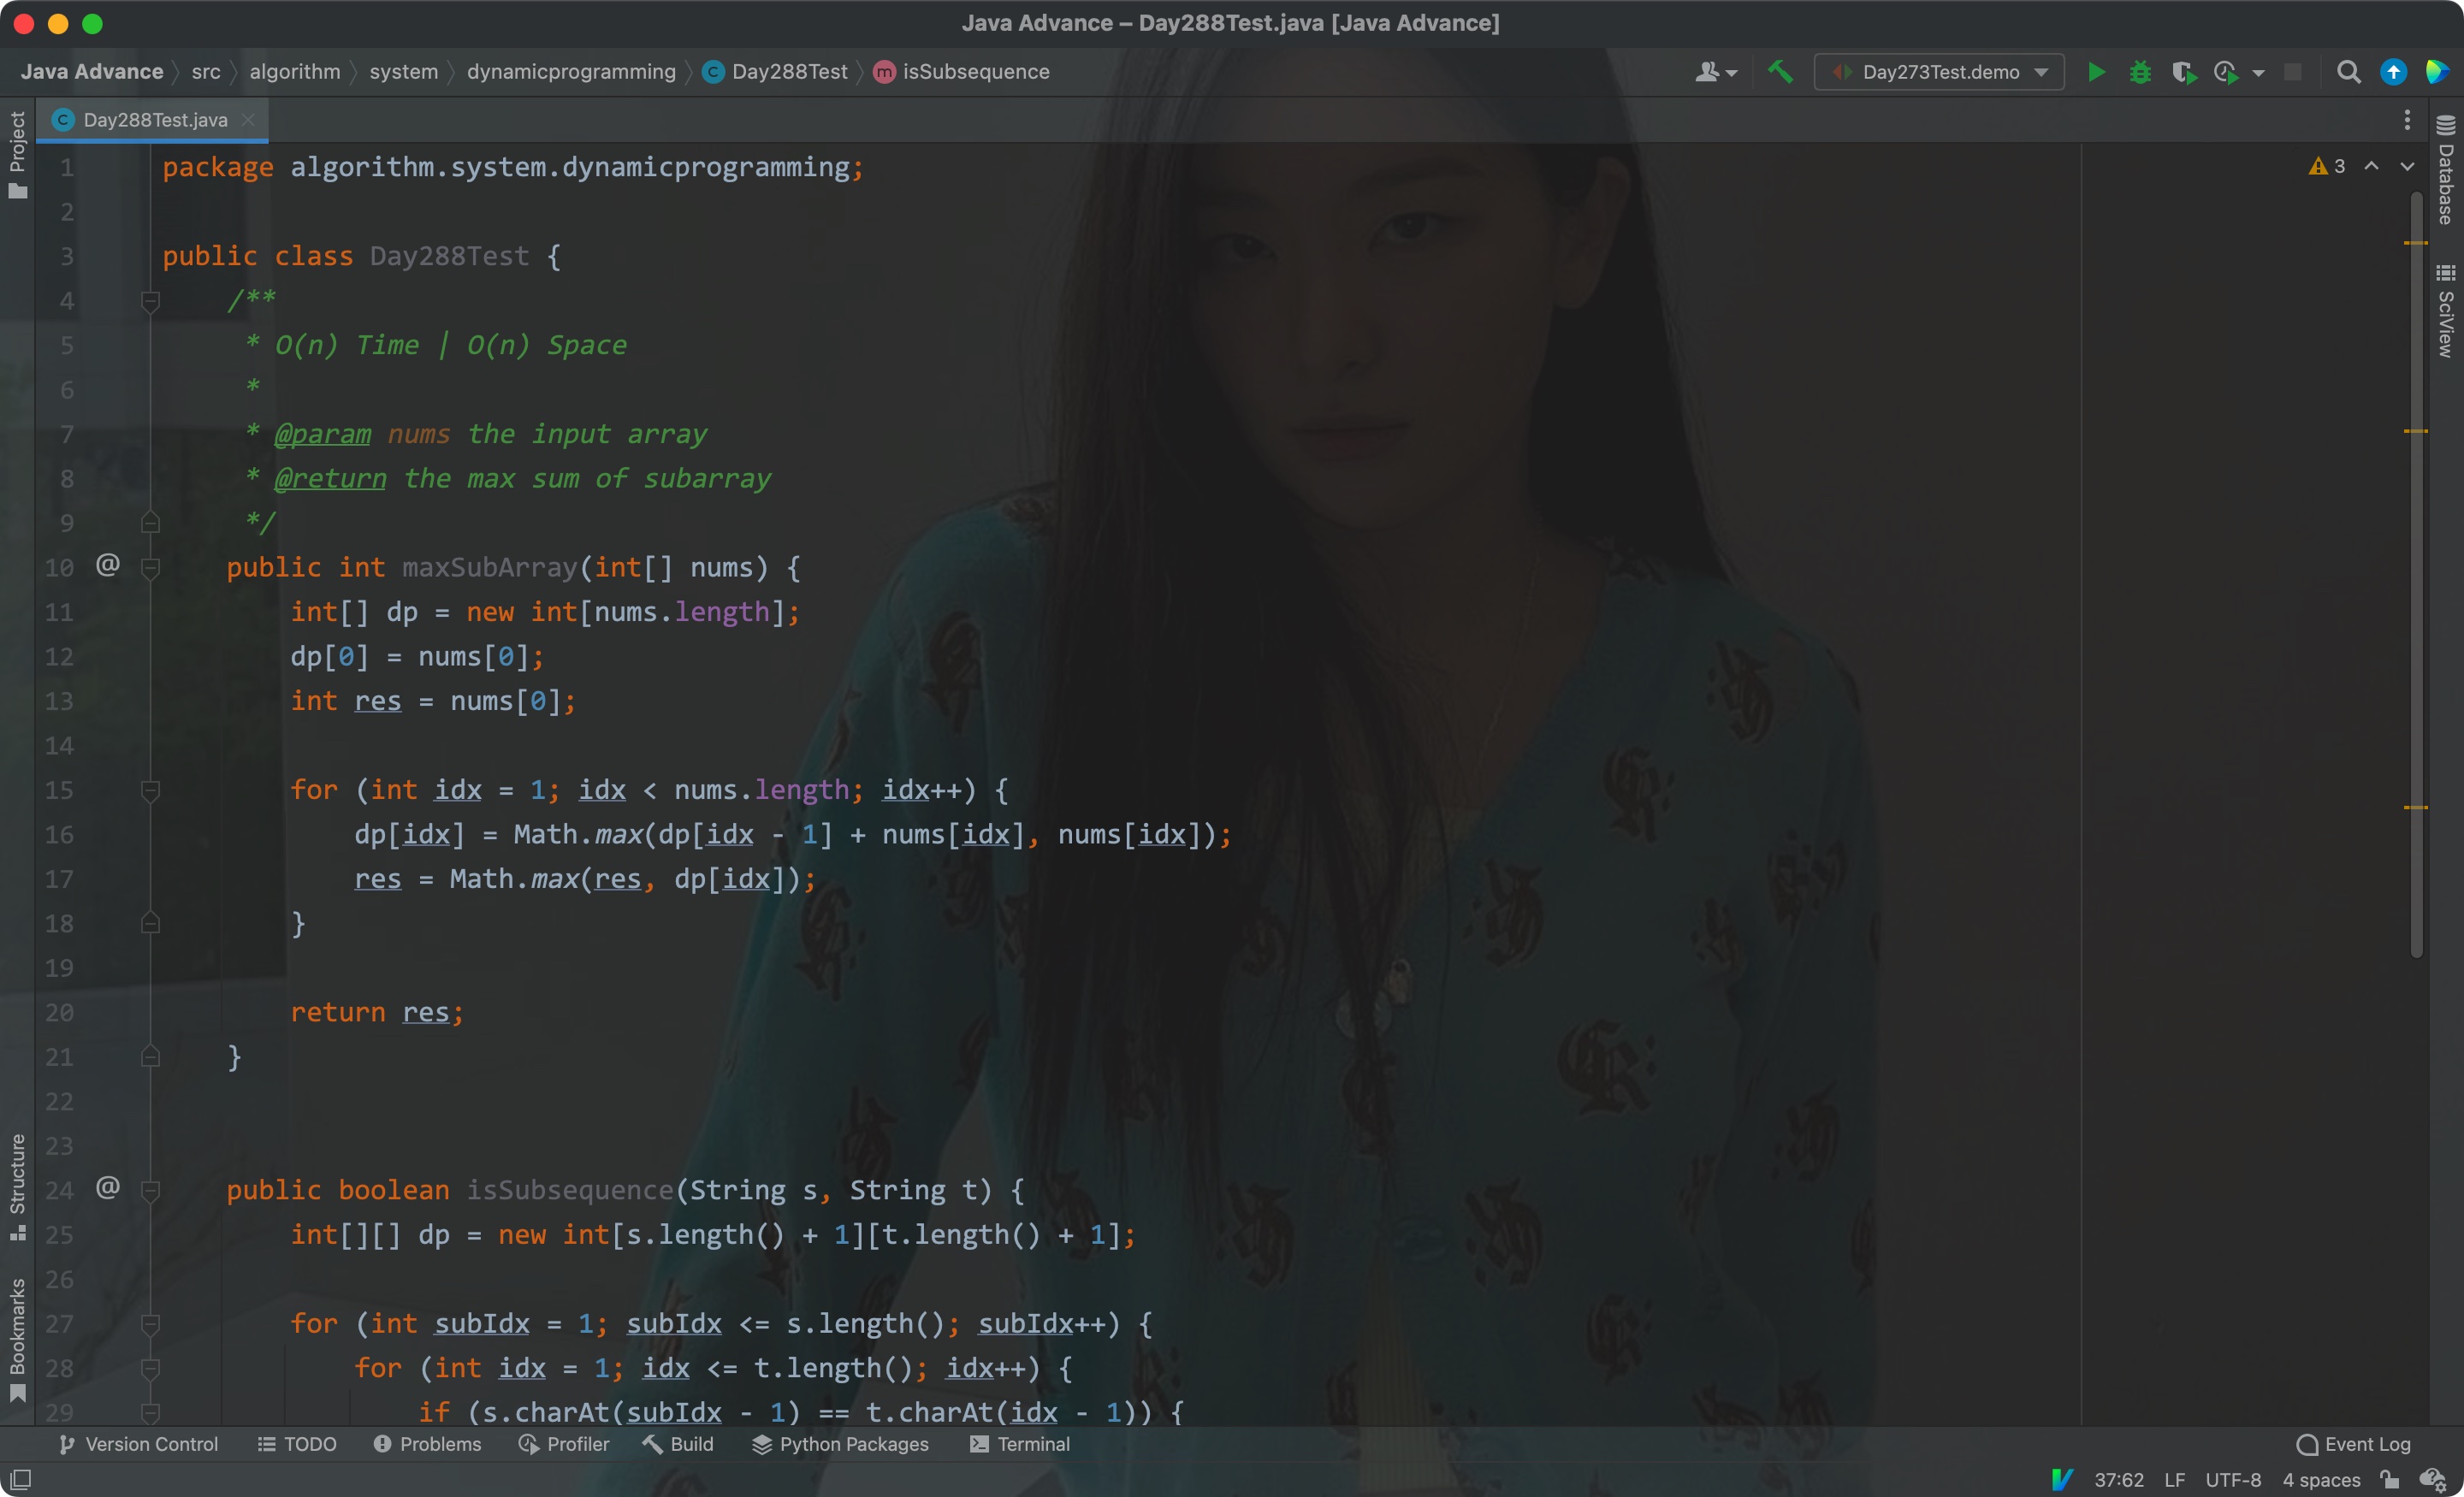 Java Advance – Day288Test.java [Java Advance]
Java Advance src algorithm system dynamicprogramming C Day288Test m isSubsequence Day273Test.demo
Project
C Day288Test.java
3
Database
SciView
1 package algorithm.system.dynamicprogramming;
2
3 public class Day288Test {
4 /**
5 * O(n) Time | O(n) Space
6 *
7 * @param nums the input array
8 * @return the max sum of subarray
9 */
10 @ public int maxSubArray(int[] nums) {
11 int[] dp = new int[nums.length];
12 dp[0] = nums[0];
13 int res = nums[0];
14
15 for (int idx = 1; idx < nums.length; idx++) {
16 dp[idx] = Math.max(dp[idx - 1] + nums[idx], nums[idx]);
17 res = Math.max(res, dp[idx]);
18 }
19
20 return res;
21 }
22
23
24 @ public boolean isSubsequence(String s, String t) {
25 int[][] dp = new int[s.length() + 1][t.length() + 1];
26
27 for (int subIdx = 1; subIdx <= s.length(); subIdx++) {
28 for (int idx = 1; idx <= t.length(); idx++) {
29 if (s.charAt(subIdx - 1) == t.charAt(idx - 1)) {
Structure
Bookmarks
Version Control TODO Problems Profiler Build Python Packages Terminal Event Log
37:62 LF UTF-8 4 spaces